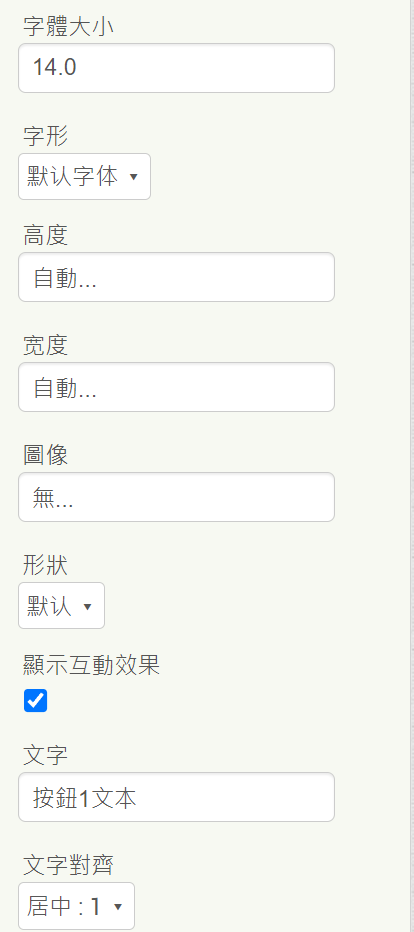 字體大小
14.0
字形
默认字体
高度
自動...
宽度
自動...
圖像
無...
形狀
默认
顯示互動效果
文字
按鈕1文本
文字對齊
居中 : 1